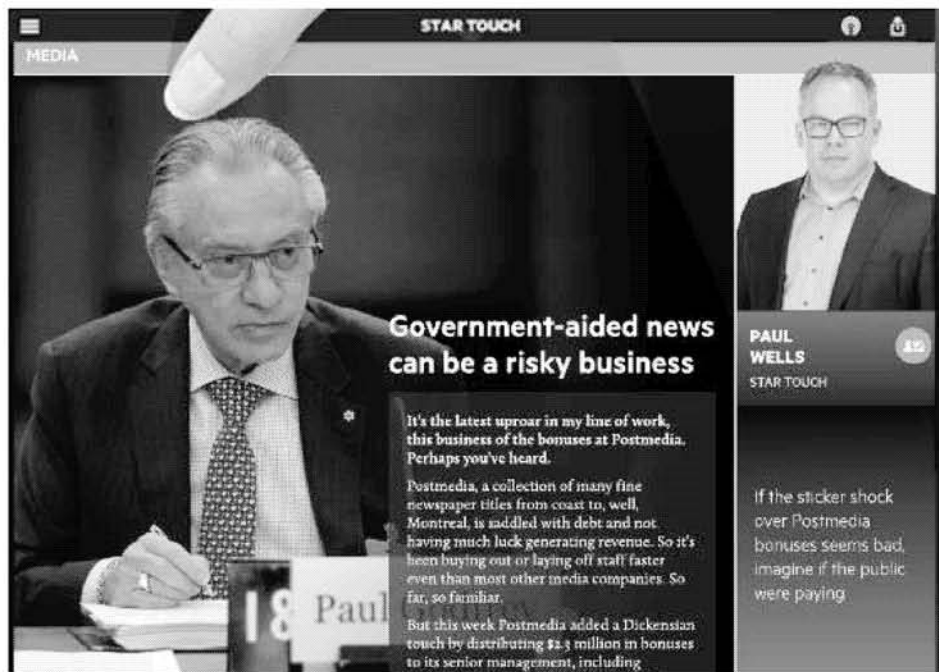 STAR TOUCH
MEDIA
Government-aided news
can be a risky business
It's the latest uproar in my line of work,
this business of the bonuses at Postmedia.
Perhaps you've heard.
Postmedia, a collection of many fine
newspaper titles from coast to, well,
Montreal, is saddled with debt and not
having much luck generating revenue. So it's
been buying out or laying off staff faster
even than most other media companies. So
far, so familiar.
But this week Postmedia added a Dickensian
touch by distributing $2.3 million in bonuses
to its senior management, including
18
Paul
PAUL
WELLS
STAR TOUCH
If the sticker shock
over Postmedia
bonuses seems bad,
imagine if the public
were paying